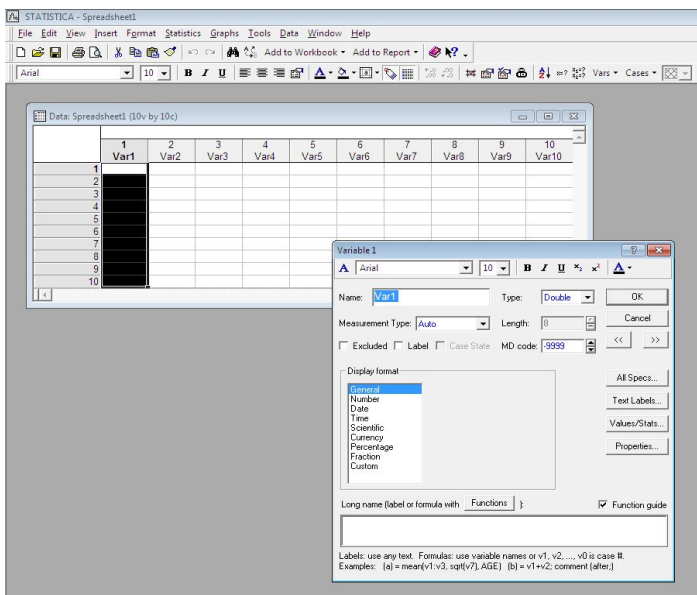 STATISTICA - Spreadsheet1
File Edit View Insert Format Statistics Graphs Tools Data Window Help
Add to Workbook Add to Report
Arial 10 B I U Vars Cases
Data: Spreadsheet1 (10v by 10c)
1 2 3 4 5 6 7 8 9 10
Var1 Var2 Var3 Var4 Var5 Var6 Var7 Var8 Var9 Var10
1
2
3
4
5
6
7
8
9
10
Variable 1
A Arial 10 B I U x₂ x² A
Name: Var1 Type: Double OK
Measurement Type: Auto Length: 8 Cancel
Excluded Label Case State MD code: -9999 << >>
Display format
General
Number
Date
Time
Scientific
Currency
Percentage
Fraction
Custom
All Specs...
Text Labels...
Values/Stats...
Properties...
Long name (label or formula with Functions ): Function guide
Labels: use any text. Formulas: use variable names or v1, v2, ..., v0 is case #.
Examples: (a) = mean(v1:v3, sqrt(v7), AGE) (b) = v1+v2; comment (after;)